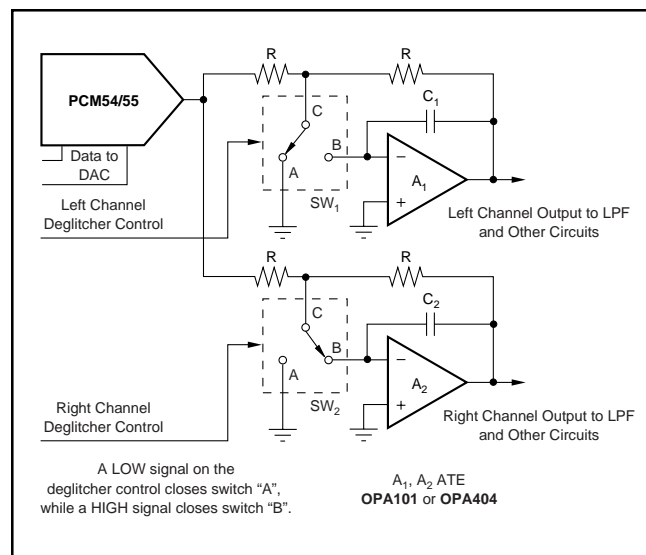 PCM54/55
Data to
DAC
R
R
C
C₁
B
A
SW₁
−
A₁
+
Left Channel
Deglitcher Control
Left Channel Output to LPF
and Other Circuits
R
R
C
C₂
B
A
SW₂
−
A₂
+
Right Channel
Deglitcher Control
Right Channel Output to LPF
and Other Circuits
A LOW signal on the
deglitcher control closes switch “A”,
while a HIGH signal closes switch “B”.
A₁, A₂ ATE
OPA101 or OPA404